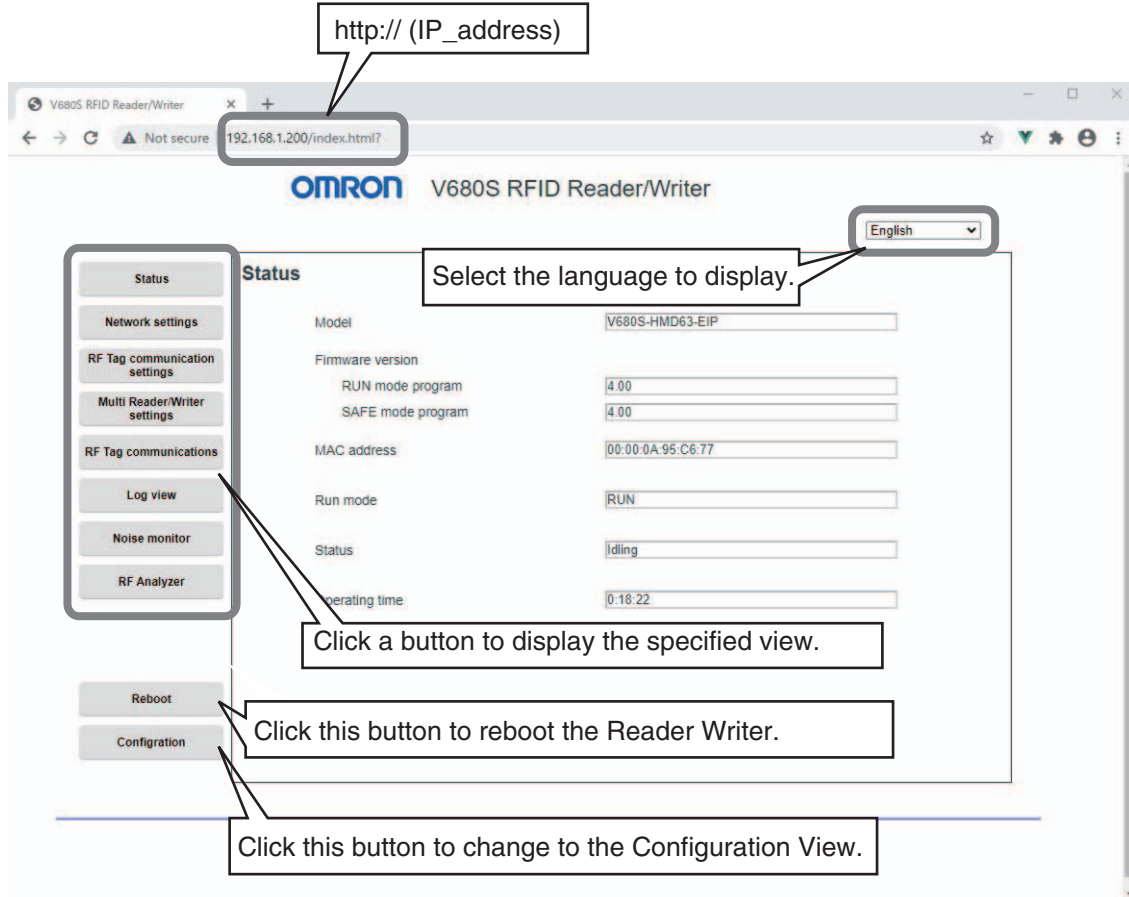 http:// (IP_address)
V680S RFID Reader/Writer
Not secure
192.168.1.200/index.html?
OMRON V680S RFID Reader/Writer
English
Select the language to display.
Status
Network settings
RF Tag communication
settings
Multi Reader/Writer
settings
RF Tag communications
Log view
Noise monitor
RF Analyzer
Status
Model V680S-HMD63-EIP
Firmware version
RUN mode program 4.00
SAFE mode program 4.00
MAC address 00:00:0A:95:C6:77
Run mode RUN
Status Idling
perating time 0:18:22
Click a button to display the specified view.
Reboot
Click this button to reboot the Reader Writer.
Configration
Click this button to change to the Configuration View.